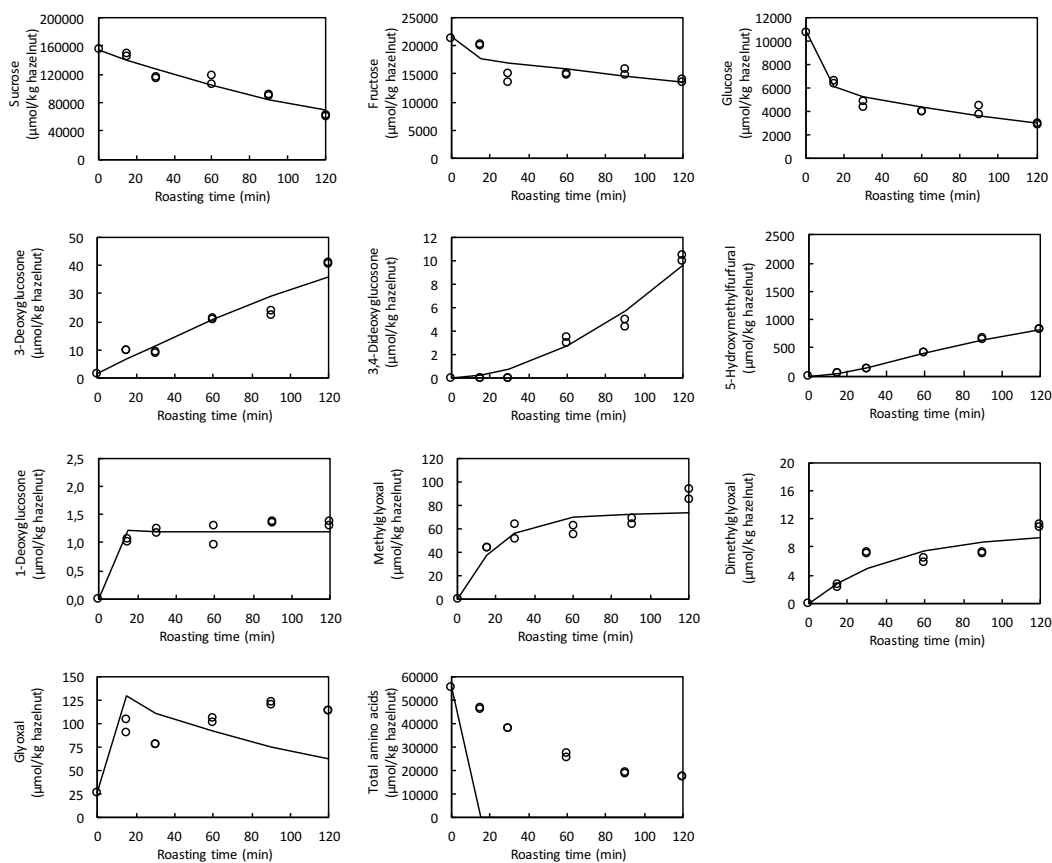 200000
160000
120000
80000
40000
0
Sucrose
(µmol/kg hazelnut)
0 20 40 60 80 100 120
Roasting time (min)
25000
20000
15000
10000
5000
0
Fructose
(µmol/kg hazelnut)
0 20 40 60 80 100 120
Roasting time (min)
12000
10000
8000
6000
4000
2000
0
Glucose
(µmol/kg hazelnut)
0 20 40 60 80 100 120
Roasting time (min)
50
40
30
20
10
0
3-Deoxyglucosone
(µmol/kg hazelnut)
0 20 40 60 80 100 120
Roasting time (min)
12
10
8
6
4
2
0
3,4-Dideoxyglucosone
(µmol/kg hazelnut)
0 20 40 60 80 100 120
Roasting time (min)
2500
2000
1500
1000
500
0
5-Hydroxymethylfurfural
(µmol/kg hazelnut)
0 20 40 60 80 100 120
Roasting time (min)
2,5
2,0
1,5
1,0
0,5
0,0
1-Deoxyglucosone
(µmol/kg hazelnut)
0 20 40 60 80 100 120
Roasting time (min)
120
100
80
60
40
20
0
Methylglyoxal
(µmol/kg hazelnut)
0 20 40 60 80 100 120
Roasting time (min)
20
16
12
8
4
0
Dimethylglyoxal
(µmol/kg hazelnut)
0 20 40 60 80 100 120
Roasting time (min)
150
125
100
75
50
25
0
Glyoxal
(µmol/kg hazelnut)
0 20 40 60 80 100 120
Roasting time (min)
60000
50000
40000
30000
20000
10000
0
Total amino acids
(µmol/kg hazelnut)
0 20 40 60 80 100 120
Roasting time (min)